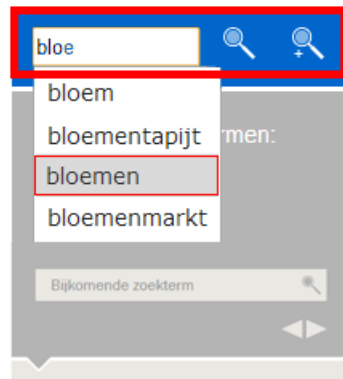 bloe
bloem
bloementapijt
rmen:
bloemen
bloemenmarkt
Bijkomende zoekterm